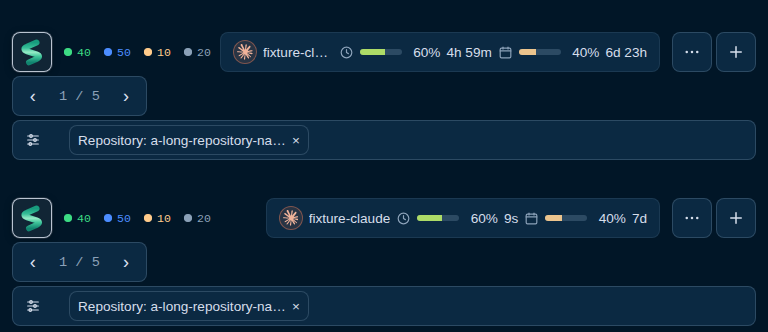 40 50 10 20 fixture-cl... 60% 4h 59m 40% 6d 23h ... +
‹ 1 / 5 ›
Repository: a-long-repository-na... ×
40 50 10 20 fixture-claude 60% 9s 40% 7d ... +
‹ 1 / 5 ›
Repository: a-long-repository-na... ×